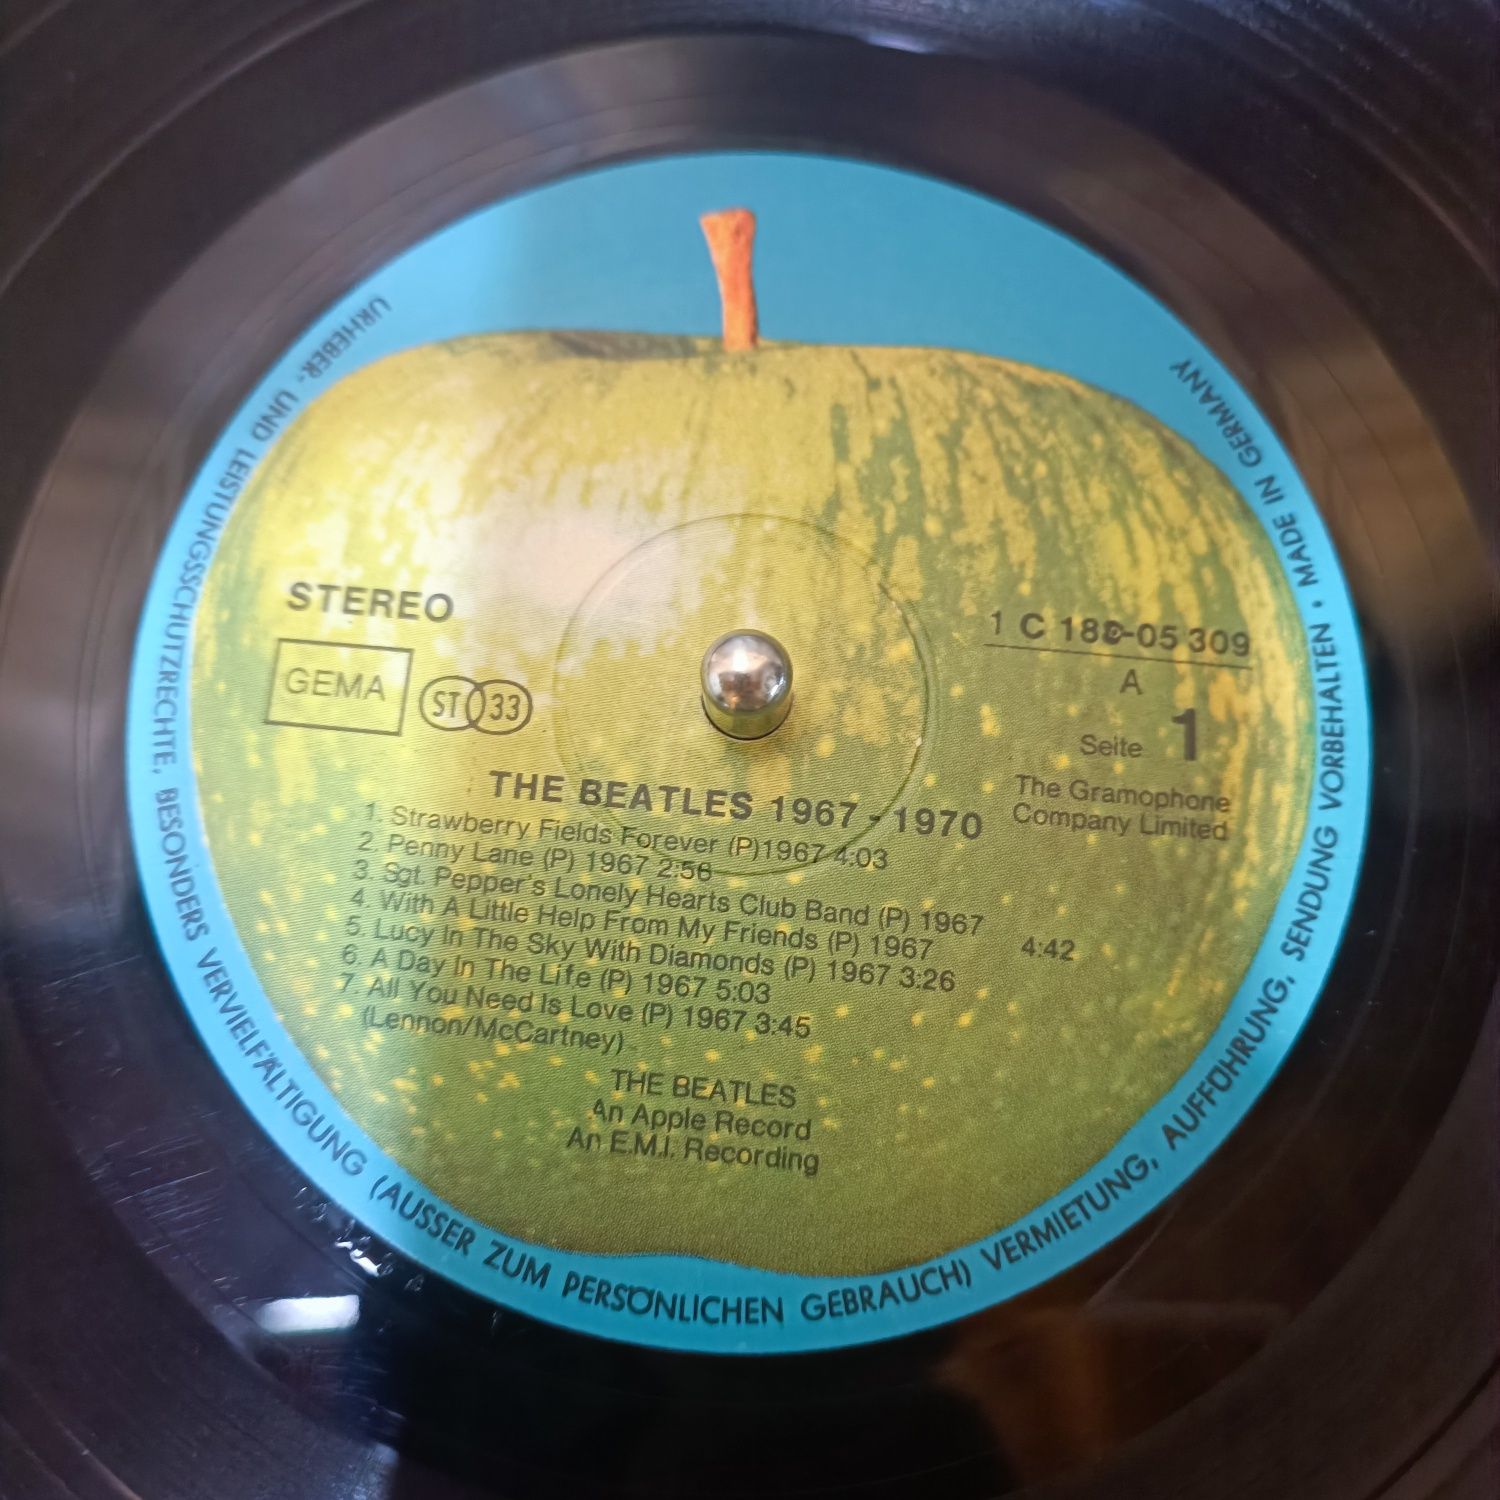 STEREO
GEMA
ST 33
1 C 188-05 309
A
Seite 1
The Gramophone
Company Limited
THE BEATLES 1967 - 1970
1. Strawberry Fields Forever (P)1967 4:03
2 Penny Lane (P) 1967 2:56
3. Sgt. Pepper's Lonely Hearts Club Band (P) 1967
4. With A Little Help From My Friends (P) 1967 4:42
5. Lucy In The Sky With Diamonds (P) 1967 3:26
6. A Day In The Life (P) 1967 5:03
7. All You Need Is Love (P) 1967 3:45
(Lennon/McCartney)
THE BEATLES
An Apple Record
An E.M.I. Recording
URHEBER- UND LEISTUNGSSCHUTZRECHTE, BESONDERS VERVIELFÄLTIGUNG (AUSSER ZUM PERSÖNLICHEN GEBRAUCH) VERMIETUNG, AUFFÜHRUNG, SENDUNG VORBEHALTEN • MADE IN GERMANY